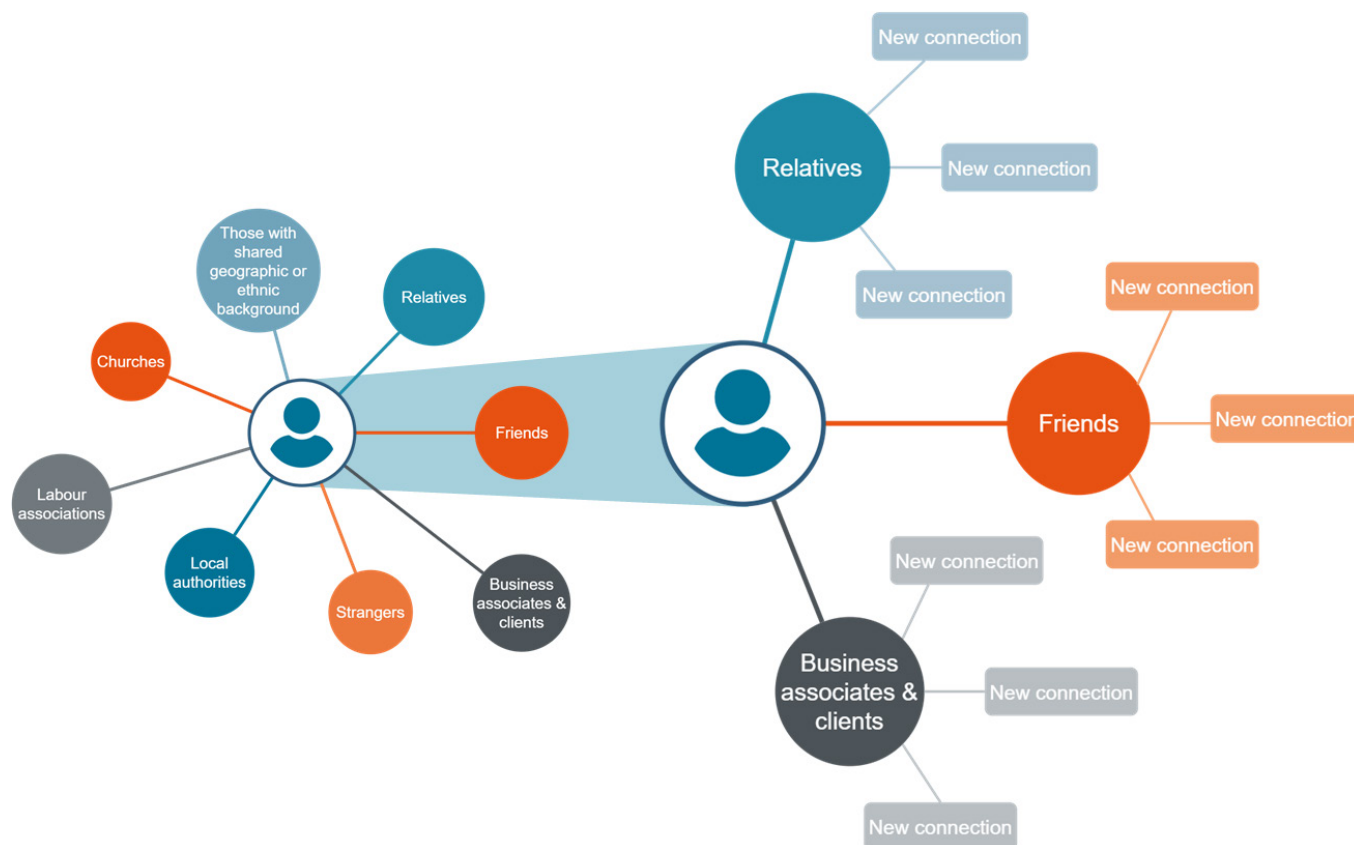 Those with
shared
geographic or
ethnic
background
Relatives
Churches
Friends
Labour
associations
Local
authorities
Strangers
Business
associates &
clients
New connection
Relatives
New connection
New connection
New connection
Friends
New connection
New connection
New connection
Business
associates &
clients
New connection
New connection